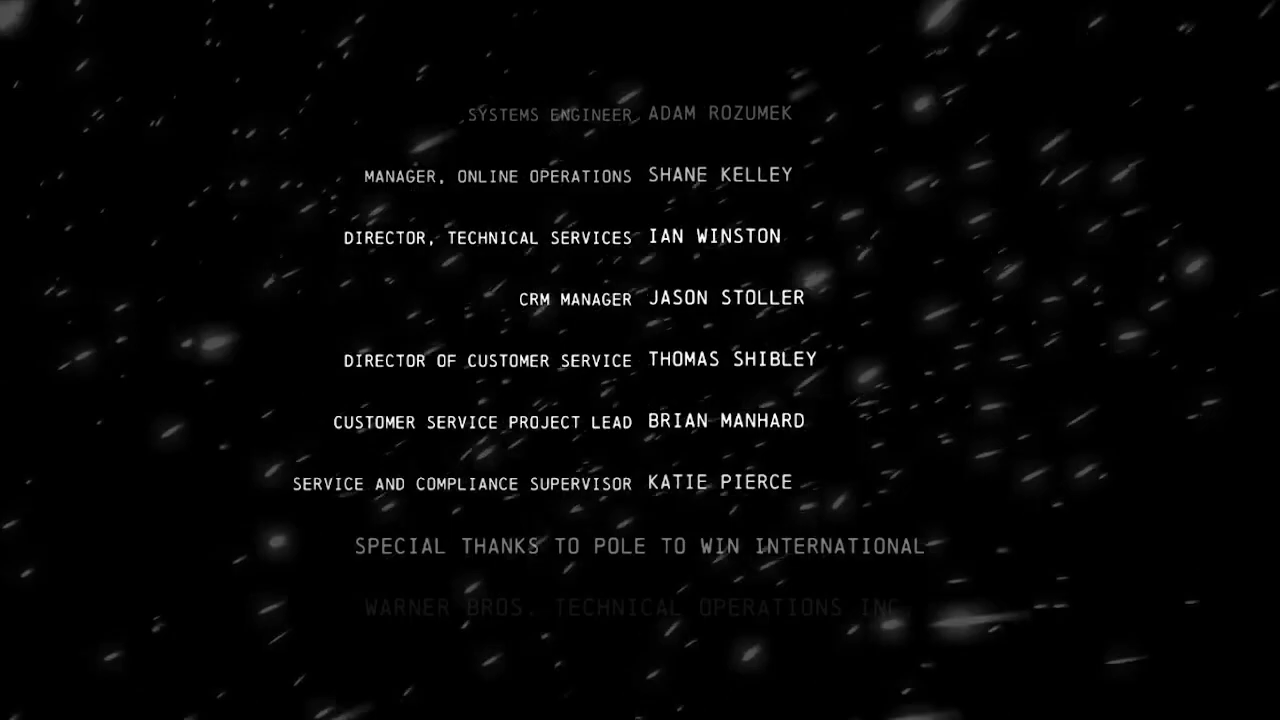 SYSTEMS ENGINEER ADAM ROZUMEK
MANAGER, ONLINE OPERATIONS SHANE KELLEY
DIRECTOR, TECHNICAL SERVICES IAN WINSTON
CRM MANAGER JASON STOLLER
DIRECTOR OF CUSTOMER SERVICE THOMAS SHIBLEY
CUSTOMER SERVICE PROJECT LEAD BRIAN MANHARD
SERVICE AND COMPLIANCE SUPERVISOR KATIE PIERCE
SPECIAL THANKS TO POLE TO WIN INTERNATIONAL
WARNER BROS. TECHNICAL OPERATIONS INC.